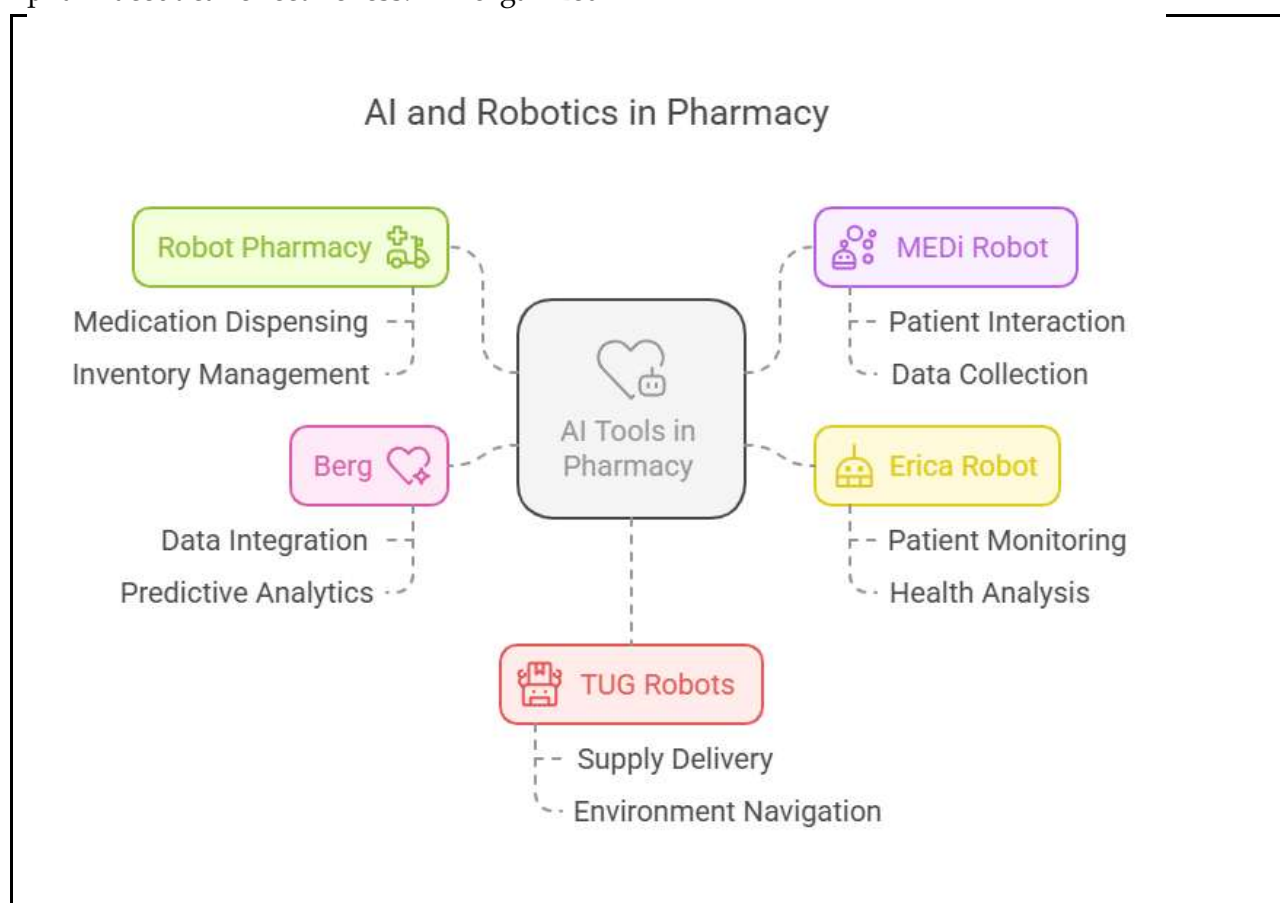 AI and Robotics in Pharmacy
Robot Pharmacy
Medication Dispensing
Inventory Management
Berg
Data Integration
Predictive Analytics
AI Tools in
Pharmacy
MEDi Robot
Patient Interaction
Data Collection
Erica Robot
Patient Monitoring
Health Analysis
TUG Robots
Supply Delivery
Environment Navigation